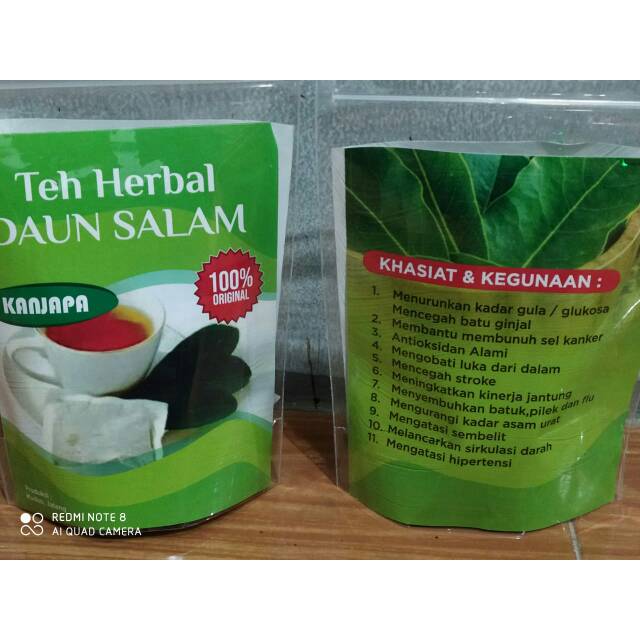 Teh Herbal
DAUN SALAM
KANJAPA
100%
ORIGINAL
Produksi :
REDMI NOTE 8
AI QUAD CAMERA
KHASIAT & KEGUNAAN :
1. Menurunkan kadar gula / glukosa
2. Mencegah batu ginjal
3. Membantu membunuh sel kanker
4. Antioksidan Alami
5. Mengobati luka dari dalam
6. Mencegah stroke
7. Meningkatkan kinerja jantung
8. Menyembuhkan batuk,pilek dan flu
9. Mengurangi kadar asam urat
10. Mengatasi sembelit
11. Melancarkan sirkulasi darah
Mengatasi hipertensi